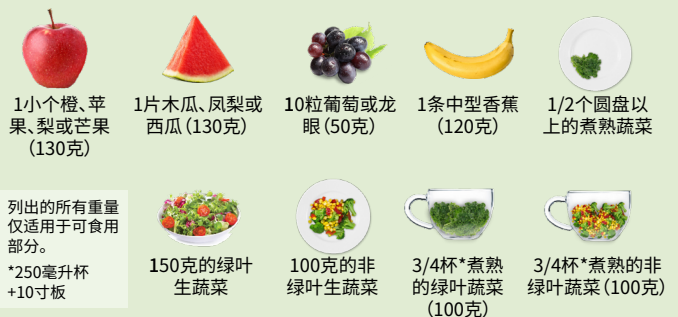 1小个橙、苹
果、梨或芒果
(130克)
1片木瓜、凤梨或
西瓜(130克)
10粒葡萄或龙
眼(50克)
1条中型香蕉
(120克)
1/2个圆盘以
上的煮熟蔬菜
列出的所有重量
仅适用于可食用
部分。
*250毫升杯
+10寸板
150克的绿叶
生蔬菜
100克的非
绿叶生蔬菜
3/4杯*煮熟
的绿叶蔬菜
(100克)
3/4杯*煮熟的非
绿叶蔬菜(100克)